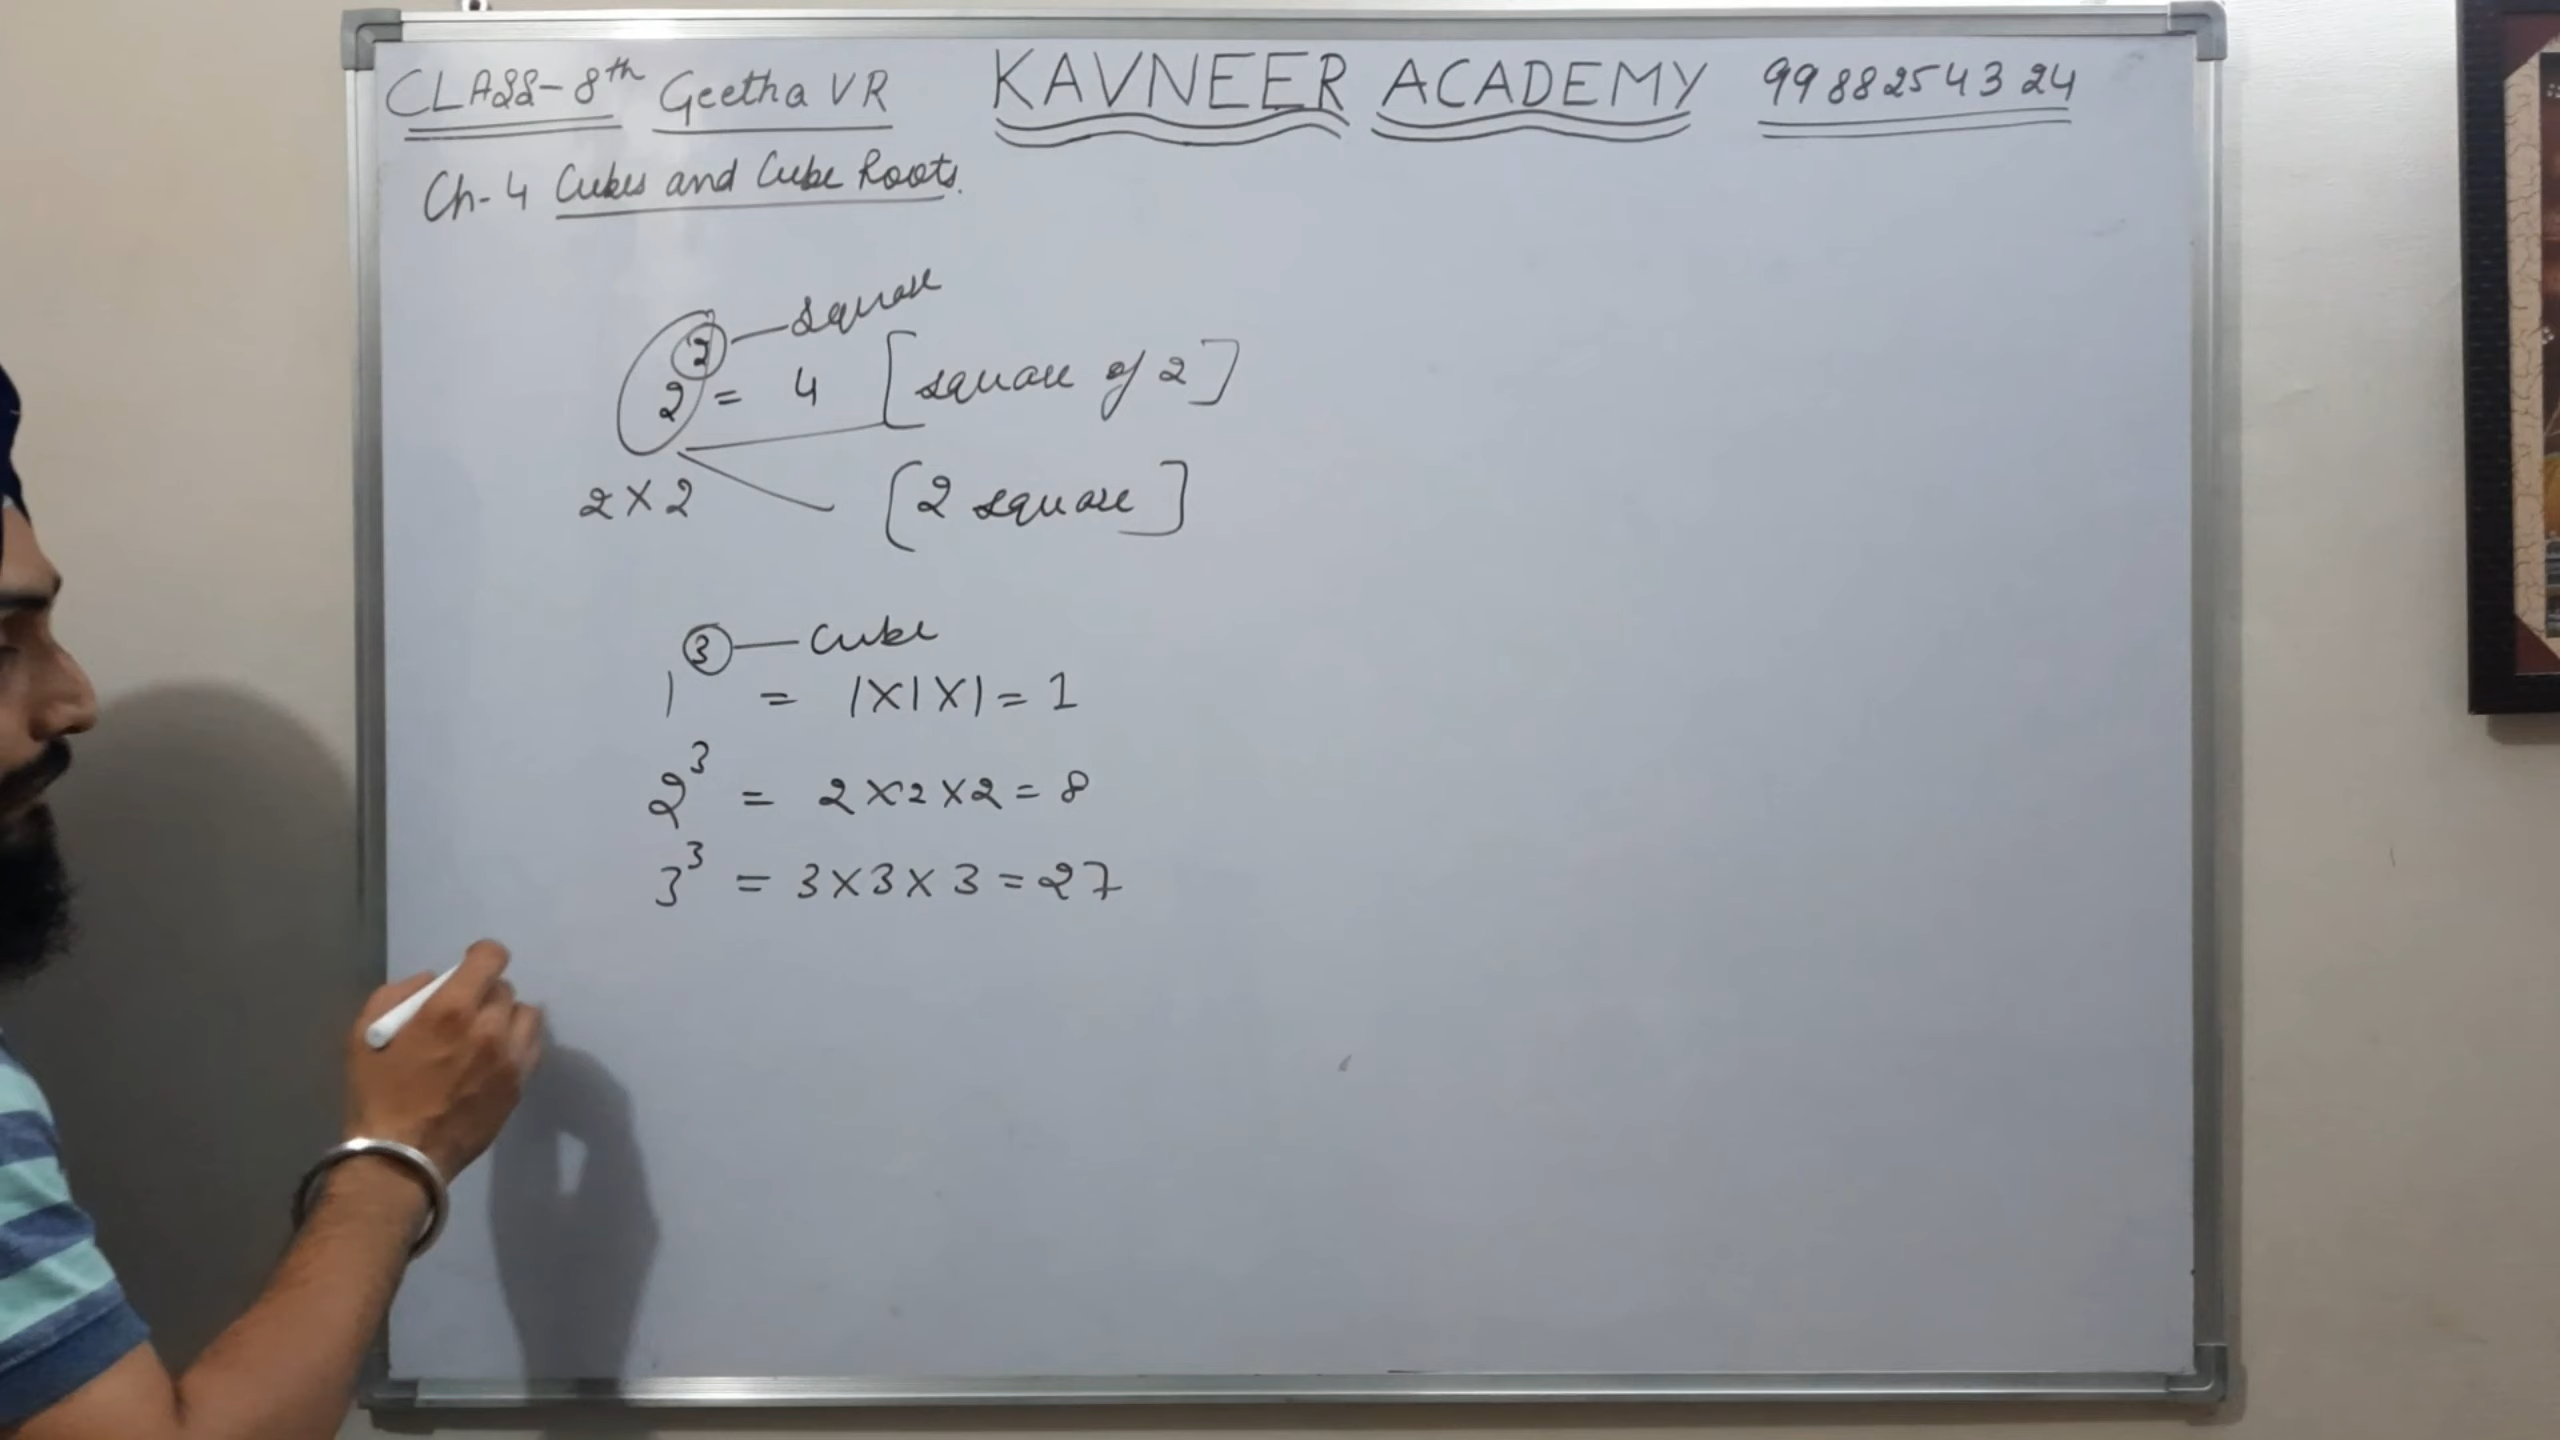 CLASS-8th Geetha VR KAVNEER ACADEMY 9988254324
Ch-4 Cubes and Cube Roots.
2 — square
2 = 4 [square of 2]
2 × 2 [2 square]
3 — cube
1 = 1×1×1 = 1
2³ = 2×2×2 = 8
3³ = 3×3×3 = 27